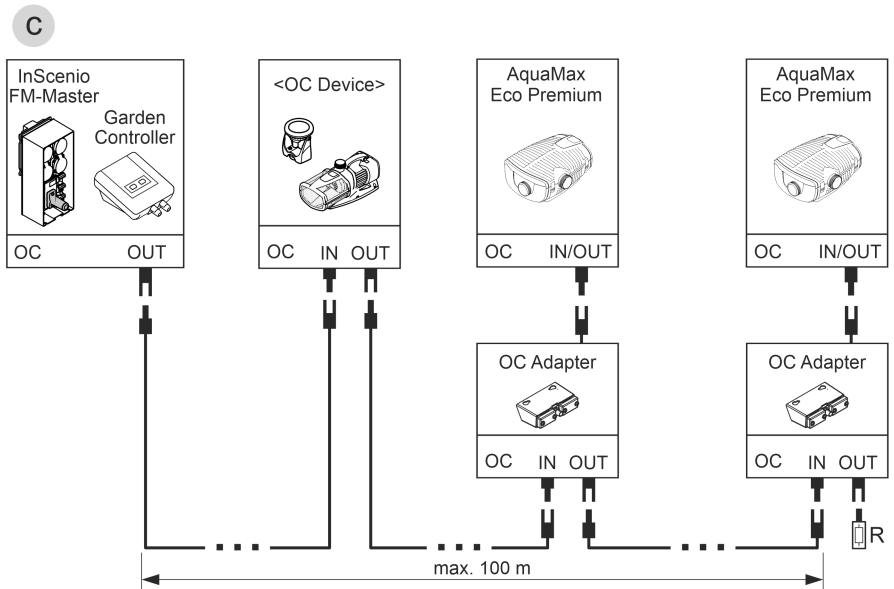 C
InScenio
FM-Master
Garden
Controller
OC OUT
<OC Device>
OC IN OUT
AquaMax
Eco Premium
OC IN/OUT
AquaMax
Eco Premium
OC IN/OUT
OC Adapter
OC IN OUT
OC Adapter
OC IN OUT
R
max. 100 m